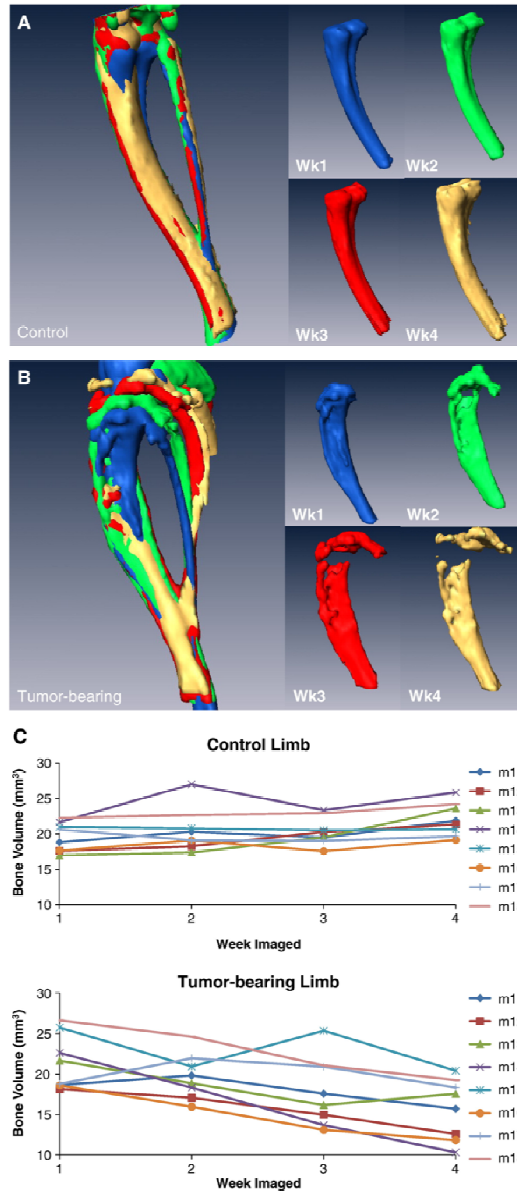 A
Wk1
Wk2
Control
Wk3
Wk4
B
Wk1
Wk2
Tumor-bearing
Wk3
Wk4
C
Control Limb
Bone Volume (mm³)
30
25
20
15
10
1
2
3
4
Week Imaged
m1
m1
m1
m1
m1
m1
m1
m1
Tumor-bearing Limb
Bone Volume (mm³)
30
25
20
15
10
1
2
3
4
Week Imaged
m1
m1
m1
m1
m1
m1
m1
m1